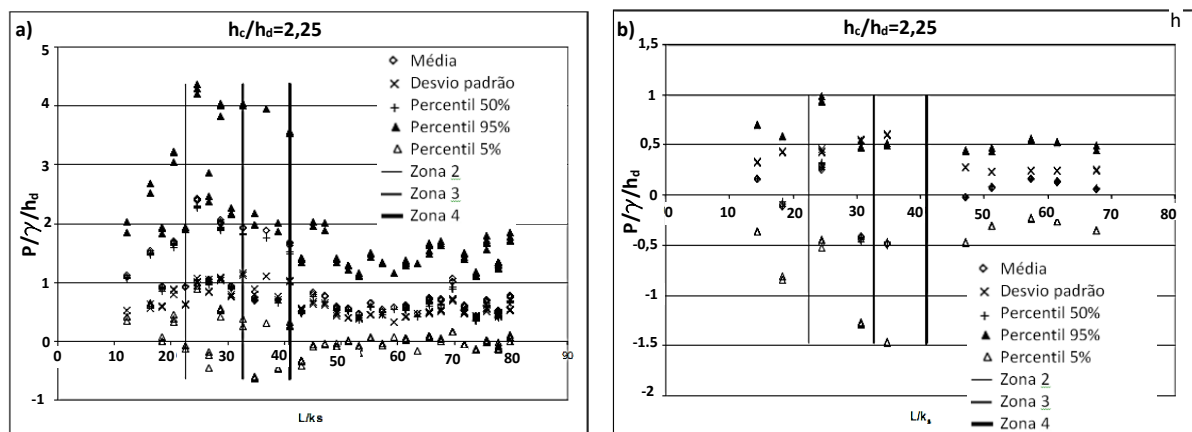 a)
hc/hd=2,25
5
4
3
2
1
0
-1
P/γ/hd
0 10 20 30 40 50 60 70 80 90
L/ks
Média
Desvio padrão
Percentil 50%
Percentil 95%
Percentil 5%
Zona 2
Zona 3
Zona 4
b)
hc/hd=2,25
h
1,5
1
0,5
0
-0,5
-1
-1.5
-2
P/γ/hd
0 10 20 30 40 50 60 70 80
L/ks
Média
Desvio padrão
Percentil 50%
Percentil 95%
Percentil 5%
Zona 2
Zona 3
Zona 4